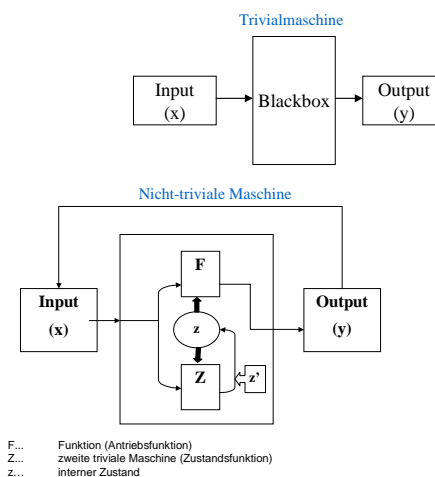 Trivialmaschine
Input
(x)
Blackbox
Output
(y)
Nicht-triviale Maschine
Input
(x)
F
z
Z
z’
Output
(y)
F... Funktion (Antriebsfunktion)
Z... zweite triviale Maschine (Zustandsfunktion)
z… interner Zustand